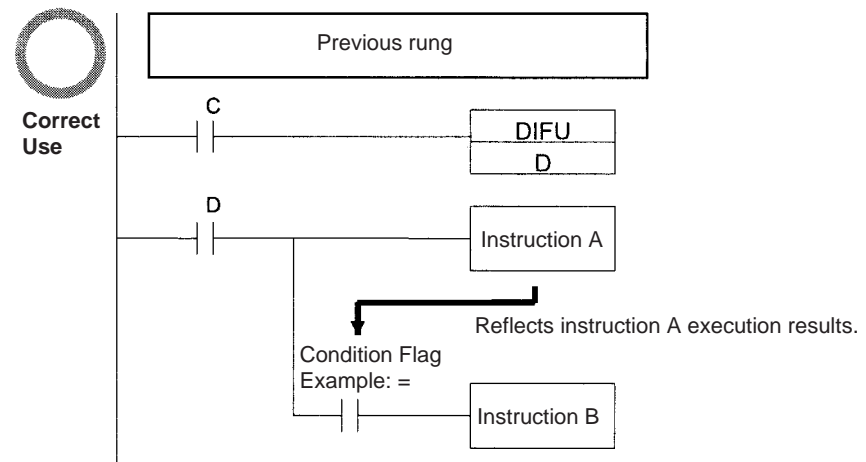 Previous rung
Correct
Use
C
DIFU
D
D
Instruction A
Reflects instruction A execution results.
Condition Flag
Example: =
Instruction B